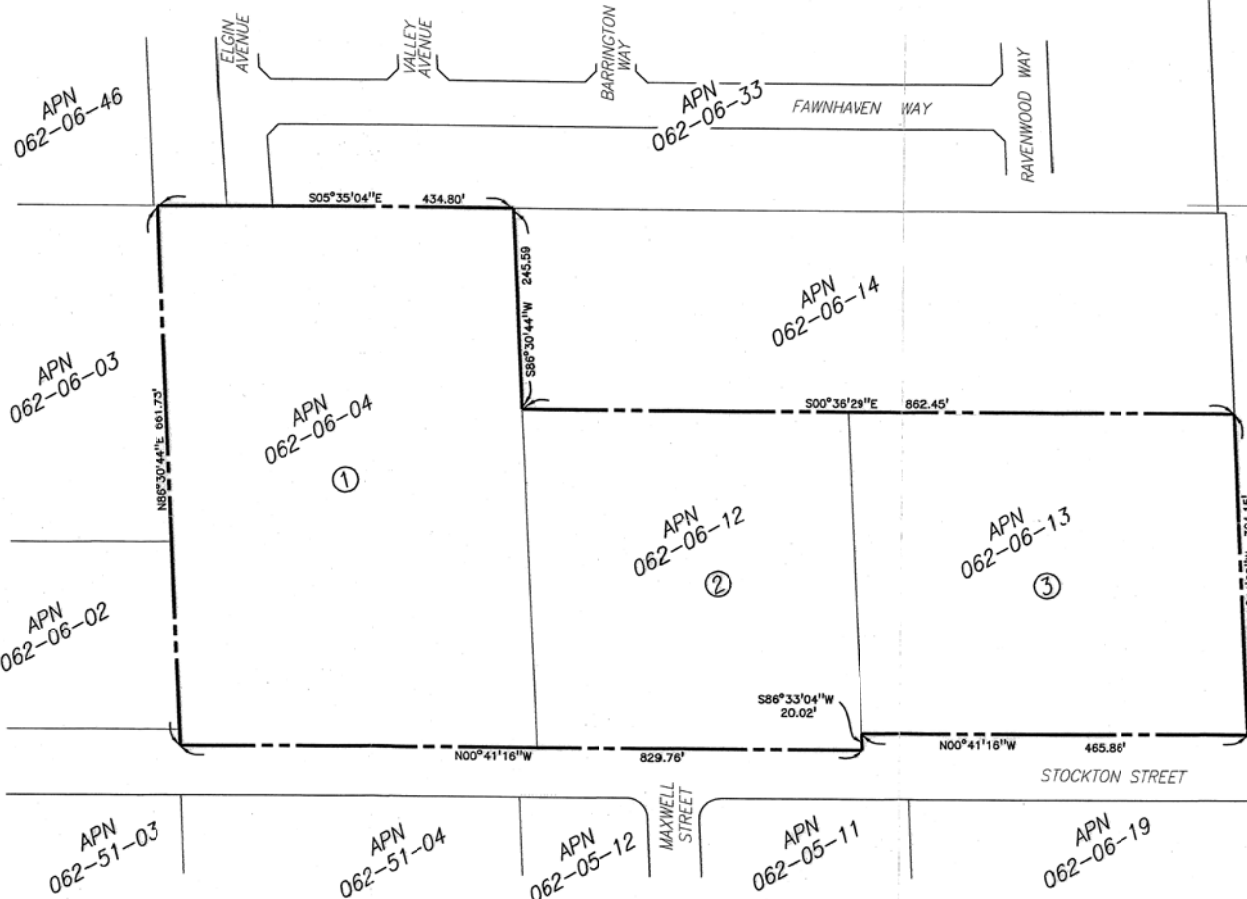 ELGIN
AVENUE
VALLEY
AVENUE
BARRINGTON
WAY
RAVENWOOD WAY
APN
062-06-46
APN
062-06-33
FAWNHAVEN WAY
S05°35'04"E 434.80'
S86°30'44"W 245.59
APN
062-06-14
APN
062-06-03
N86°30'44"E 661.73'
APN
062-06-04
1
S00°36'29"E 862.45'
APN
062-06-12
2
APN
062-06-13
3
APN
062-06-02
S86°33'04"W
20.02'
N00°41'16"W 829.76'
N00°41'16"W 465.86'
STOCKTON STREET
MAXWELL
STREET
APN
062-51-03
APN
062-51-04
APN
062-05-12
APN
062-05-11
APN
062-06-19